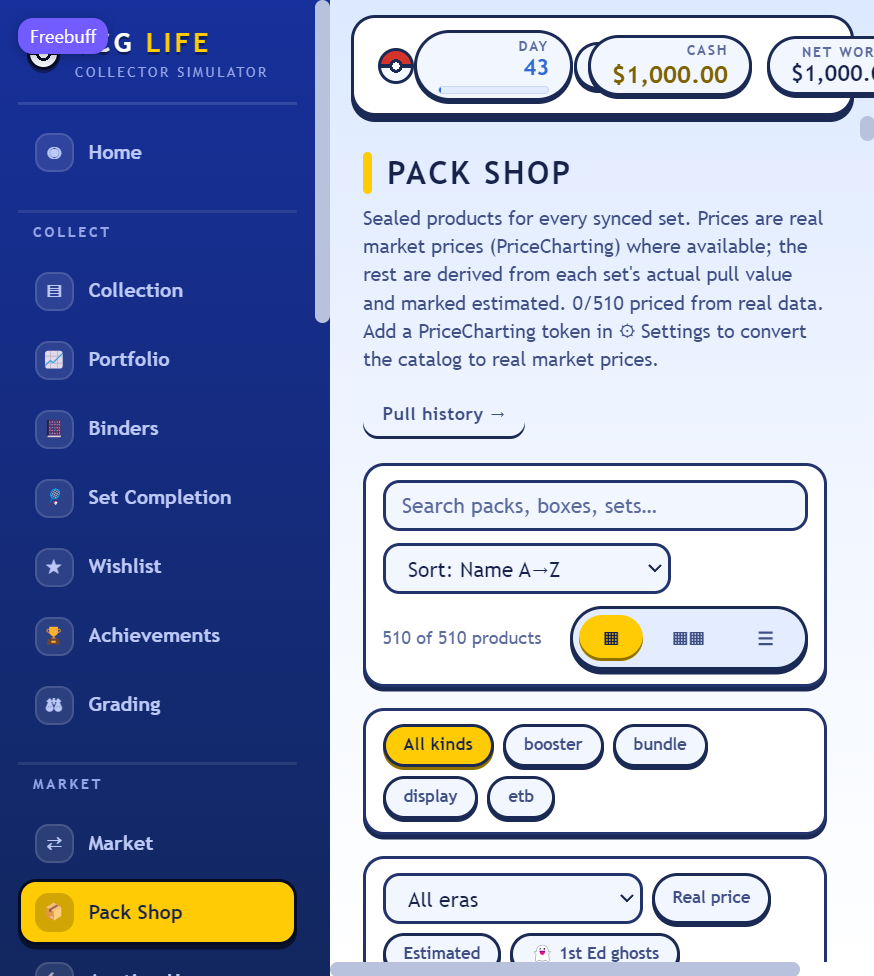 Freebuff
CG LIFE
COLLECTOR SIMULATOR
Home
COLLECT
Collection
Portfolio
Binders
Set Completion
Wishlist
Achievements
Grading
MARKET
Market
Pack Shop
DAY
43
CASH
$1,000.00
NET WOR
$1,000.
PACK SHOP
Sealed products for every synced set. Prices are real
market prices (PriceCharting) where available; the
rest are derived from each set's actual pull value
and marked estimated. 0/510 priced from real data.
Add a PriceCharting token in ⚙ Settings to convert
the catalog to real market prices.
Pull history →
Search packs, boxes, sets…
Sort: Name A→Z
510 of 510 products
All kinds
booster
bundle
display
etb
All eras
Real price
Estimated
1st Ed ghosts